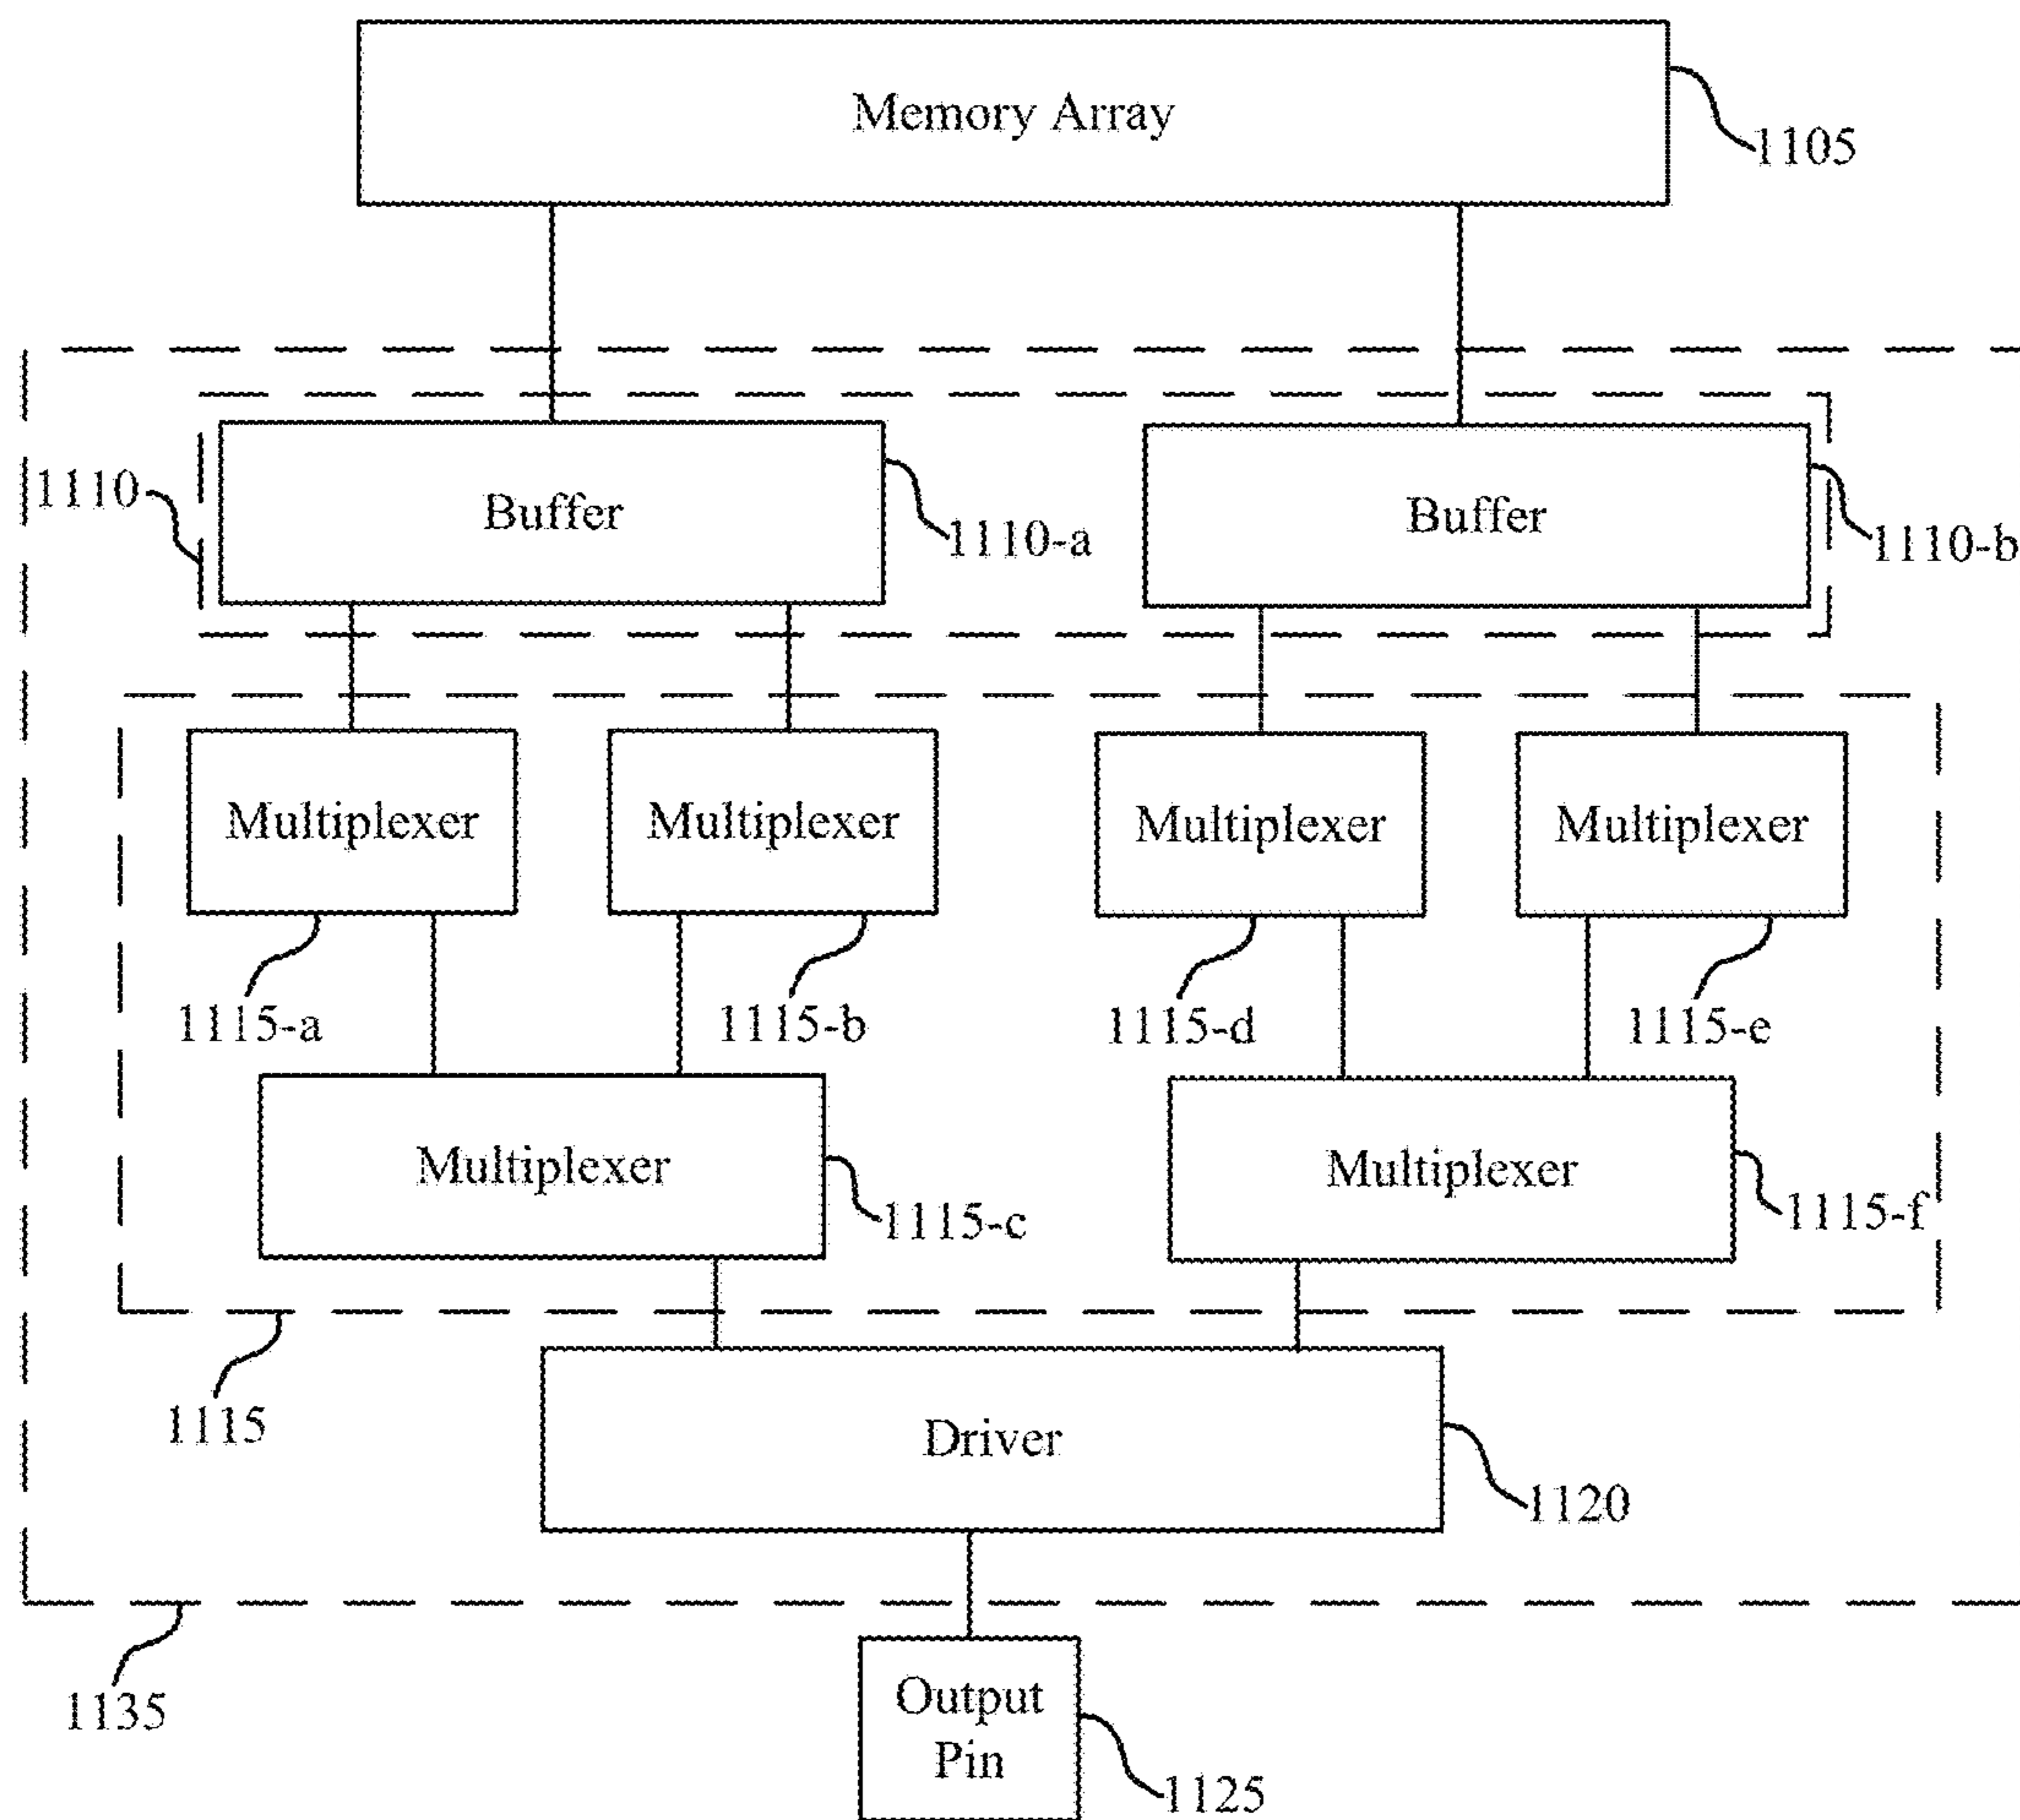 Memory Array
1105
1110
Buffer
1110-a
Buffer
1110-b
Multiplexer
Multiplexer
Multiplexer
Multiplexer
1115-a
1115-b
1115-d
1115-e
Multiplexer
1115-c
Multiplexer
1115-f
1115
Driver
1120
1135
Output
Pin
1125